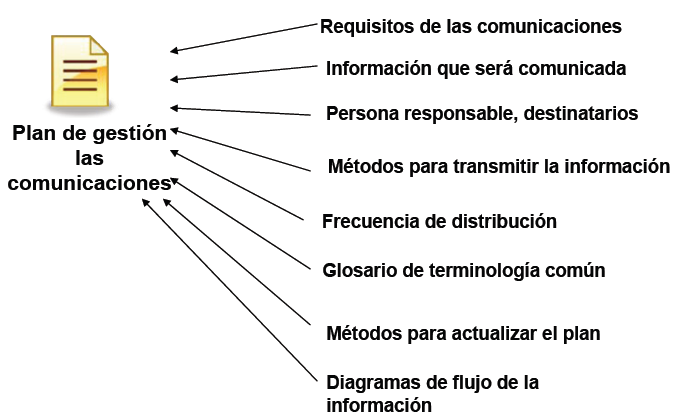 Plan de gestión
las
comunicaciones
Requisitos de las comunicaciones
Información que será comunicada
Persona responsable, destinatarios
Métodos para transmitir la información
Frecuencia de distribución
Glosario de terminología común
Métodos para actualizar el plan
Diagramas de flujo de la
información